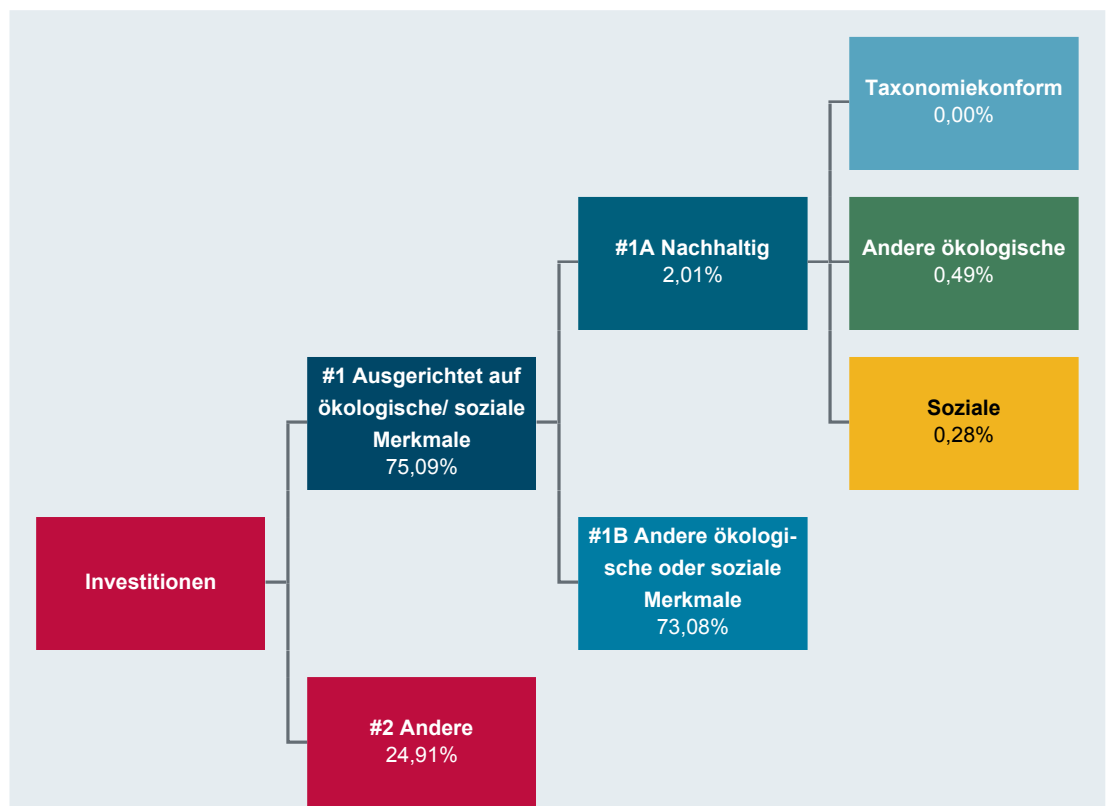 Taxonomiekonform
0,00%
#1A Nachhaltig
2,01%
Andere ökologische
0,49%
#1 Ausgerichtet auf
ökologische/ soziale
Merkmale
75,09%
Soziale
0,28%
Investitionen
#1B Andere ökologi-
sche oder soziale
Merkmale
73,08%
#2 Andere
24,91%